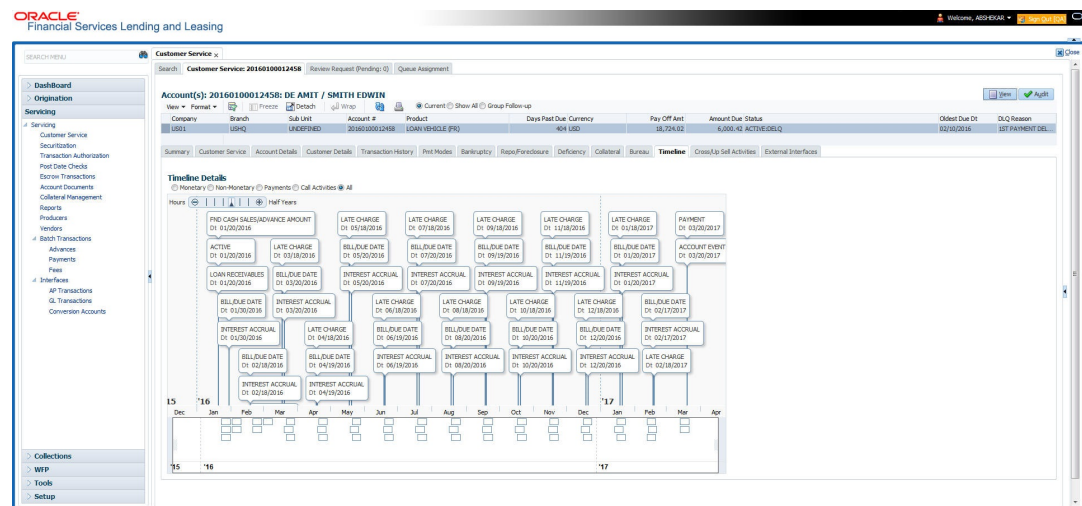 ORACLE
Financial Services Lending and Leasing
Welcome, ABSHEKAR
Sign Out [QA]
SEARCH MENU
Customer Service x
Close
Search Customer Service: 20160100012458 Review Request (Pending: 0) Queue Assignment
> DashBoard
> Origination
Servicing
Servicing
Customer Service
Securitization
Transaction Authorization
Post Date Checks
Escrow Transactions
Account Documents
Collateral Management
Reports
Producers
Vendors
Batch Transactions
Advances
Payments
Fees
Interfaces
AP Transactions
GL Transactions
Conversion Accounts
> Collections
> WFP
> Tools
> Setup
Account(s): 20160100012458: DE AMIT / SMITH EDWIN
View Audit
View Format Freeze Detach Wrap Current Show All Group Follow-up
Company Branch Sub Unit Account # Product Days Past Due Currency Pay Off Amt Amount Due Status Oldest Due Dt DLQ Reason
US01 USHQ UNDEFINED 20160100012458 LOAN VEHICLE (FR) 404 USD 18,724.02 6,000.42 ACTIVE:DELQ 02/10/2016 1ST PAYMENT DEL...
Summary Customer Service Account Details Customer Details Transaction History Pmt Modes Bankruptcy Repo/Foreclosure Deficiency Collateral Bureau Timeline Cross/Up Sell Activities External Interfaces
Timeline Details
Monetary Non-Monetary Payments Call Activities All
Hours Half Years
FND CASH SALES/ADVANCE AMOUNT LATE CHARGE LATE CHARGE LATE CHARGE LATE CHARGE LATE CHARGE PAYMENT
Dt 01/20/2016 Dt 05/18/2016 Dt 07/18/2016 Dt 09/18/2016 Dt 11/18/2016 Dt 01/18/2017 Dt 03/20/2017
ACTIVE LATE CHARGE BILL/DUE DATE BILL/DUE DATE BILL/DUE DATE BILL/DUE DATE BILL/DUE DATE ACCOUNT EVENT
Dt 01/20/2016 Dt 03/18/2016 Dt 05/20/2016 Dt 07/20/2016 Dt 09/19/2016 Dt 11/19/2016 Dt 01/20/2017 Dt 03/20/2017
LOAN RECEIVABLES BILL/DUE DATE INTEREST ACCRUAL INTEREST ACCRUAL INTEREST ACCRUAL INTEREST ACCRUAL INTEREST ACCRUAL
Dt 01/20/2016 Dt 03/20/2016 Dt 05/20/2016 Dt 07/20/2016 Dt 09/19/2016 Dt 11/19/2016 Dt 01/20/2017
BILL/DUE DATE INTEREST ACCRUAL LATE CHARGE LATE CHARGE LATE CHARGE LATE CHARGE BILL/DUE DATE
Dt 01/30/2016 Dt 03/20/2016 Dt 06/18/2016 Dt 08/18/2016 Dt 10/18/2016 Dt 12/18/2016 Dt 02/17/2017
INTEREST ACCRUAL LATE CHARGE BILL/DUE DATE BILL/DUE DATE BILL/DUE DATE BILL/DUE DATE INTEREST ACCRUAL
Dt 01/30/2016 Dt 04/18/2016 Dt 06/19/2016 Dt 08/20/2016 Dt 10/20/2016 Dt 12/20/2016 Dt 02/17/2017
BILL/DUE DATE BILL/DUE DATE INTEREST ACCRUAL INTEREST ACCRUAL INTEREST ACCRUAL INTEREST ACCRUAL LATE CHARGE
Dt 02/18/2016 Dt 04/19/2016 Dt 06/19/2016 Dt 08/20/2016 Dt 10/20/2016 Dt 12/20/2016 Dt 02/18/2017
INTEREST ACCRUAL INTEREST ACCRUAL
Dt 02/18/2016 Dt 04/19/2016
15 '16 '17
Dec Jan Feb Mar Apr May Jun Jul Aug Sep Oct Nov Dec Jan Feb Mar Apr
'15 '16 '17